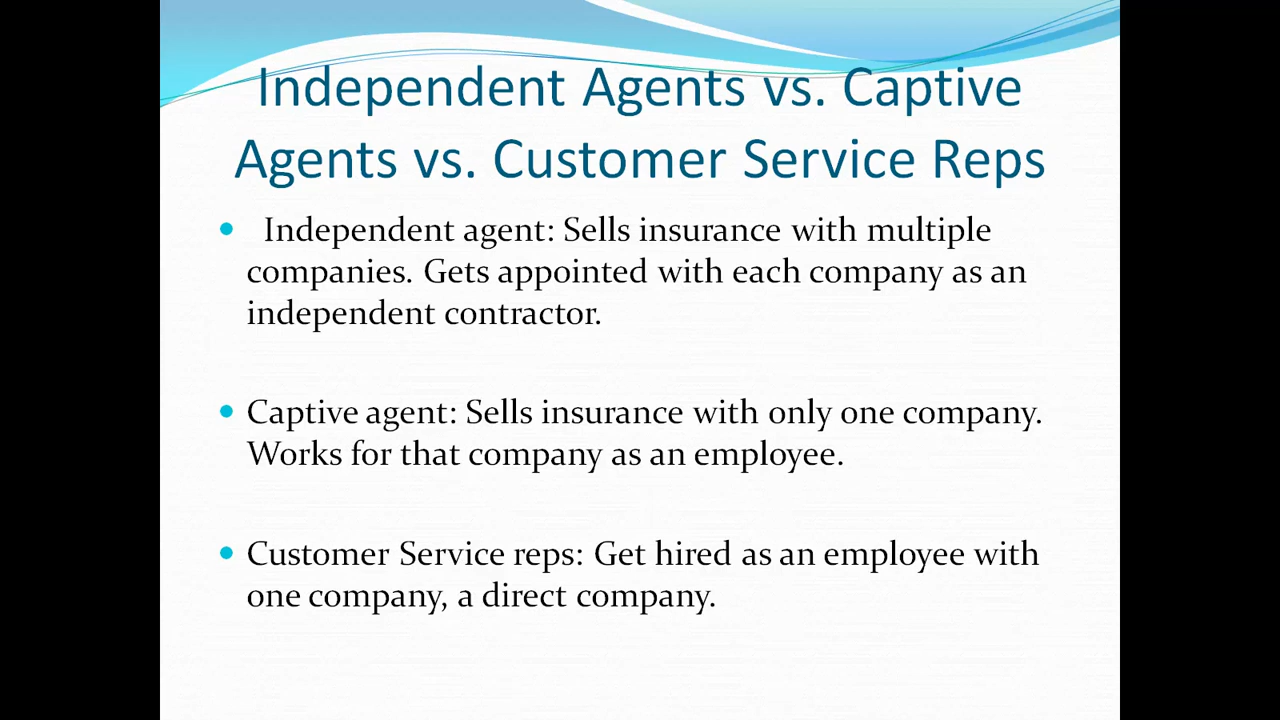 Independent Agents vs. Captive
Agents vs. Customer Service Reps
• Independent agent: Sells insurance with multiple
companies. Gets appointed with each company as an
independent contractor.
• Captive agent: Sells insurance with only one company.
Works for that company as an employee.
• Customer Service reps: Get hired as an employee with
one company, a direct company.